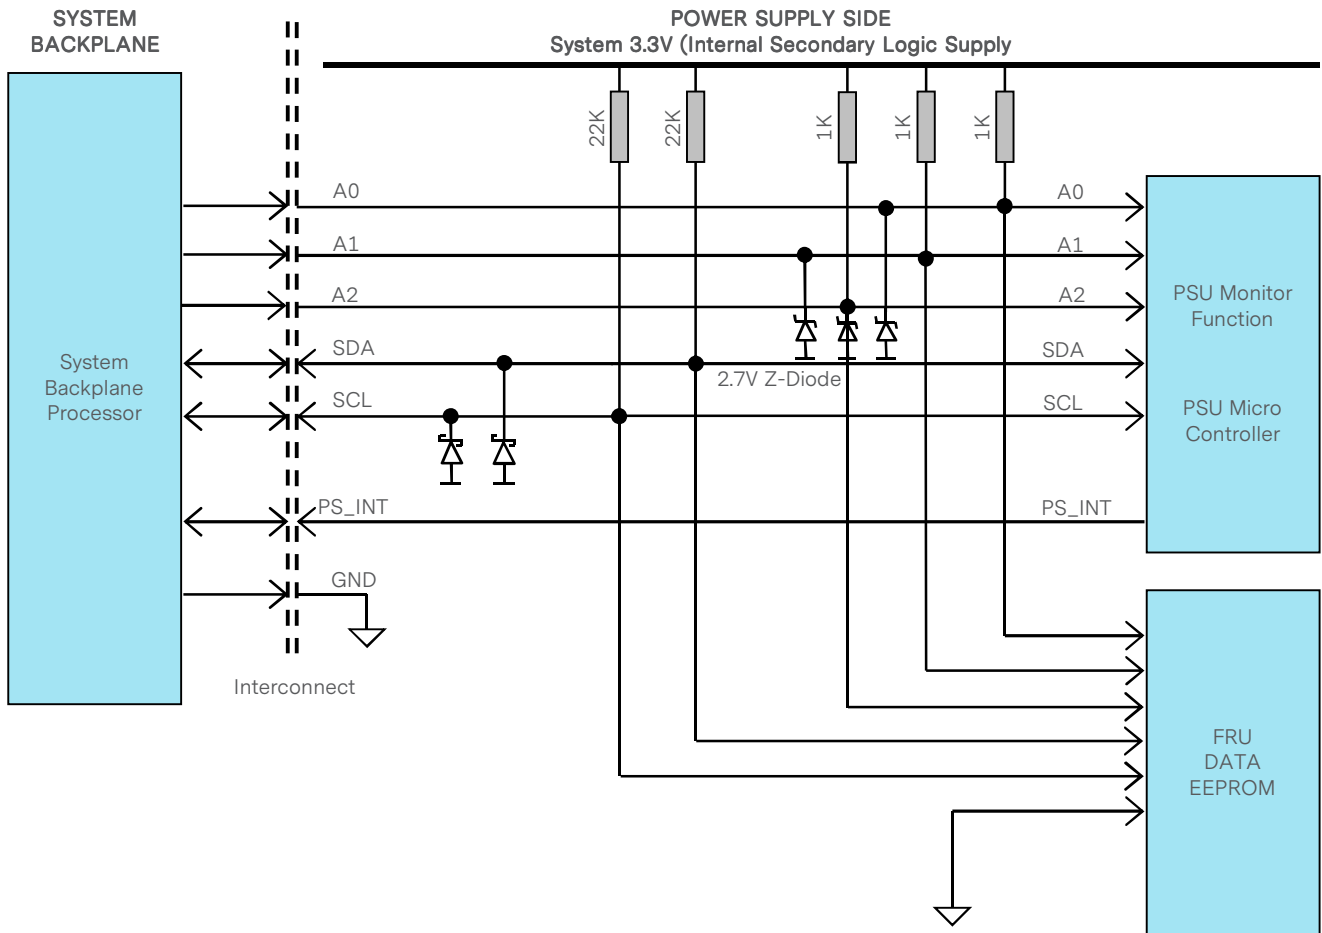 SYSTEM
BACKPLANE
POWER SUPPLY SIDE
System 3.3V (Internal Secondary Logic Supply
22K
22K
1K
1K
1K
A0
A0
A1
A1
A2
A2
SDA
SDA
2.7V Z-Diode
SCL
SCL
PS_INT
PS_INT
GND
Interconnect
System
Backplane
Processor
PSU Monitor
Function
PSU Micro
Controller
FRU
DATA
EEPROM